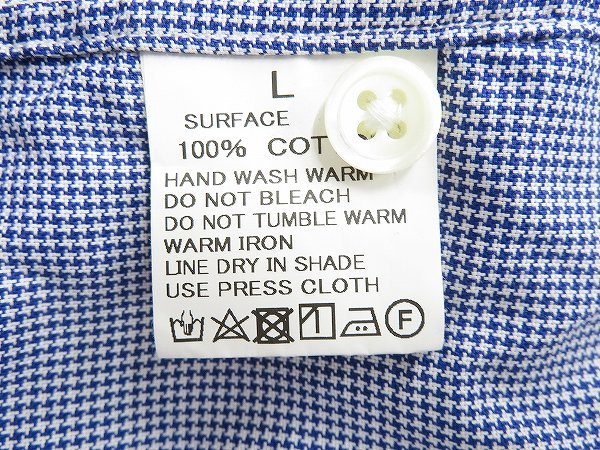 L
SURFACE
100% COT
HAND WASH WARM
DO NOT BLEACH
DO NOT TUMBLE WARM
WARM IRON
LINE DRY IN SHADE
USE PRESS CLOTH
F